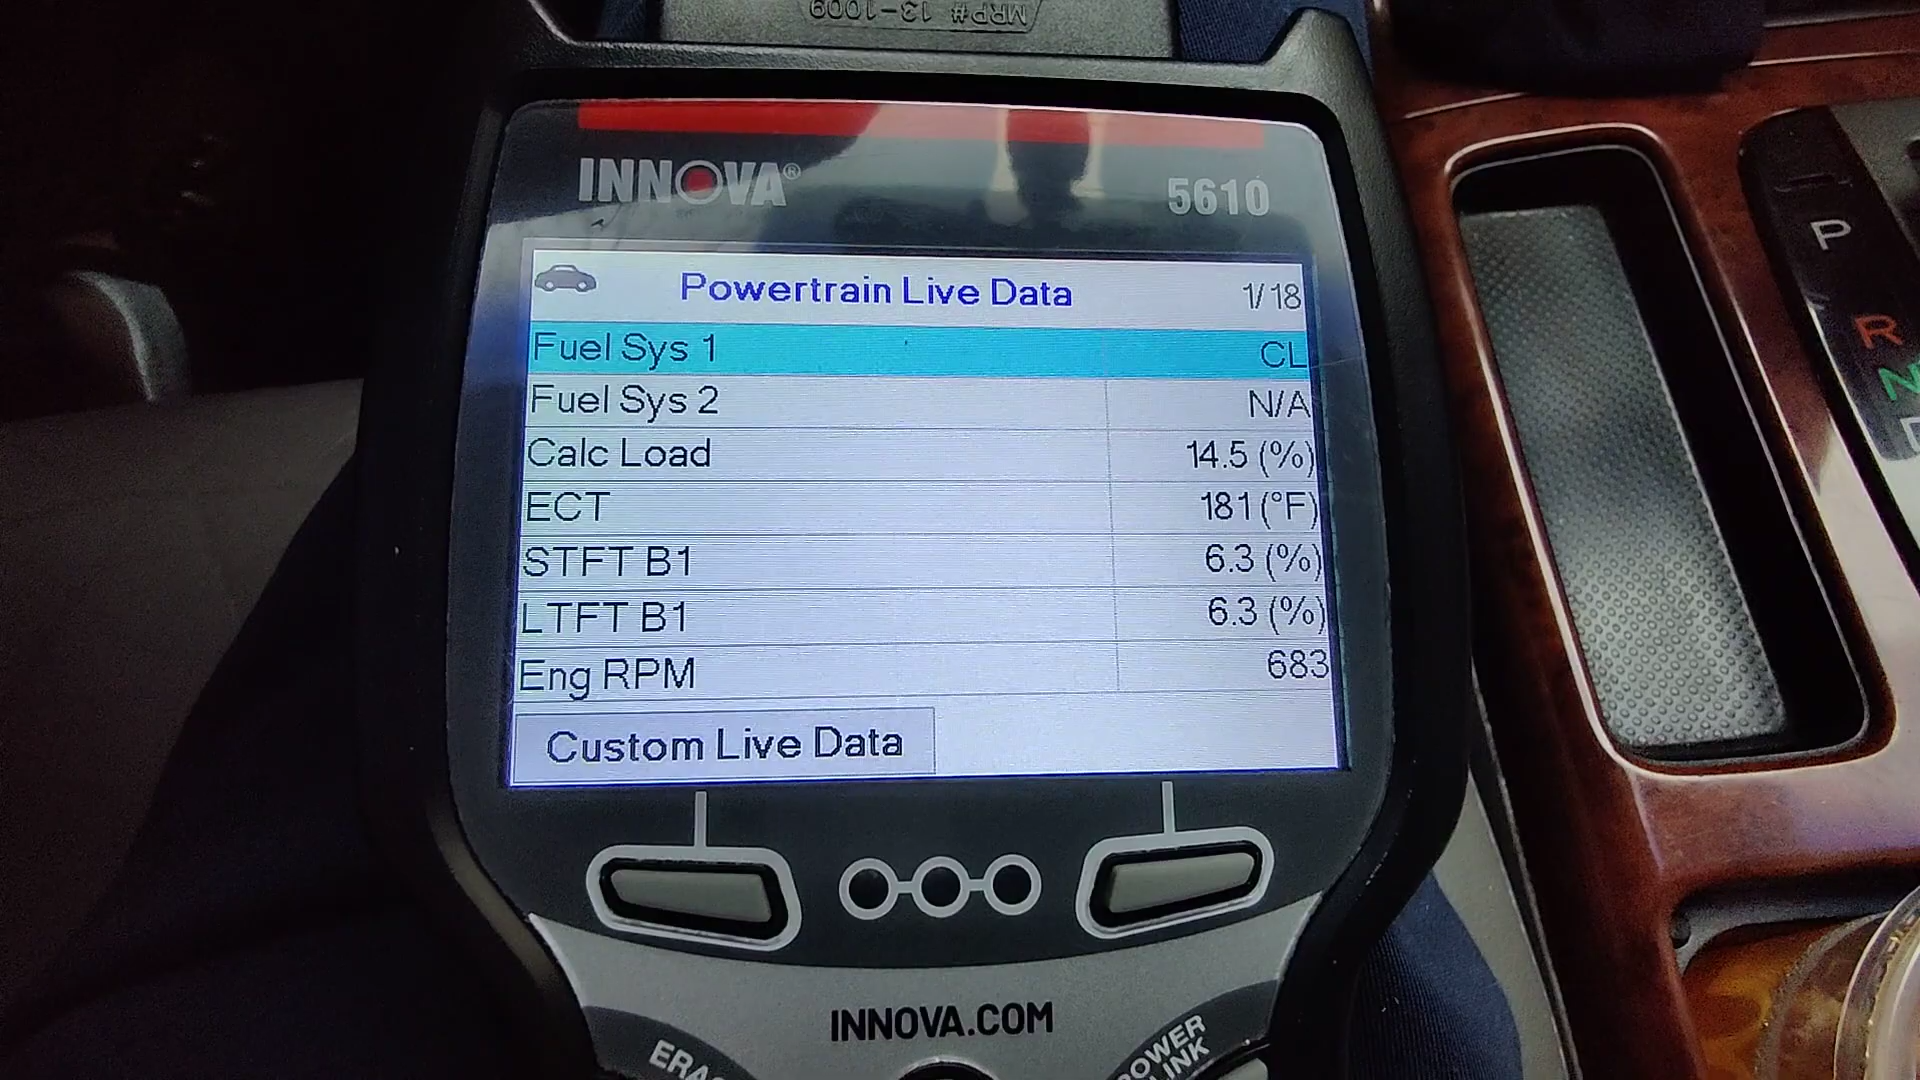 MRP# 13-1009
INNOVA®
5610
Powertrain Live Data 1/18
Fuel Sys 1 CL
Fuel Sys 2 N/A
Calc Load 14.5 (%)
ECT 181 (°F)
STFT B1 6.3 (%)
LTFT B1 6.3 (%)
Eng RPM 683
Custom Live Data
INNOVA.COM
POWER
LINK
P
R
N